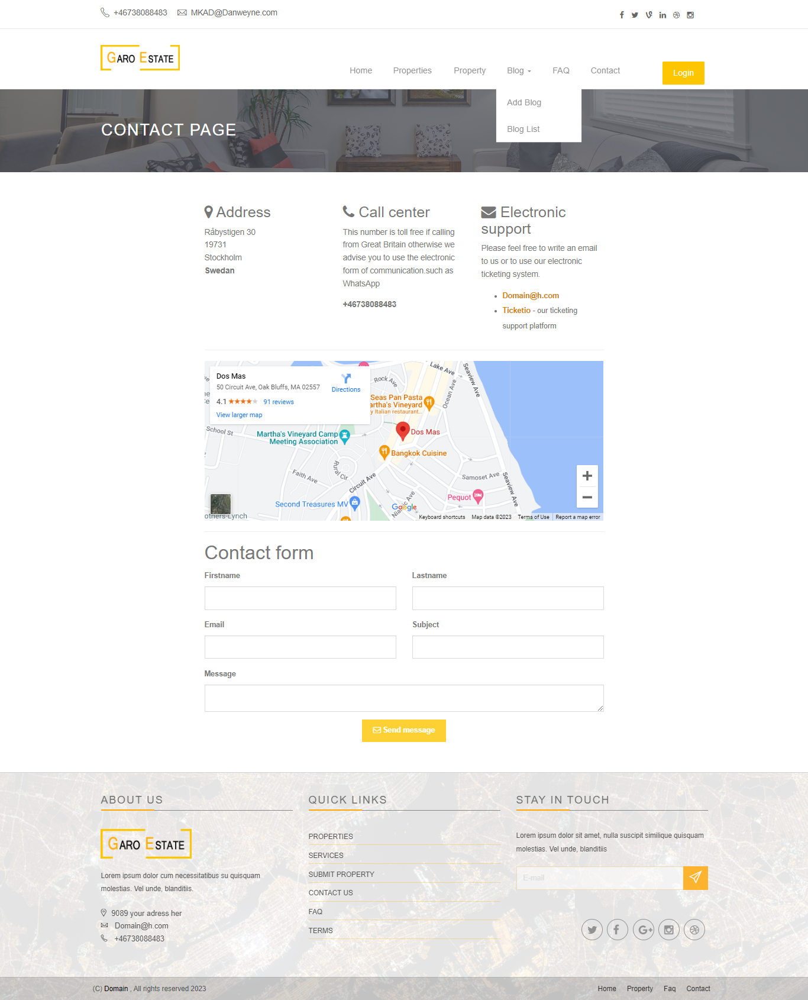 +46738088483 MKAD@Danweyne.com
GARO ESTATE
Home Properties Property Blog FAQ Contact Login
Add Blog
Blog List
CONTACT PAGE
Address
Råbystigen 30
19731
Stockholm
Swedan
Call center
This number is toll free if calling
from Great Britain otherwise we
advise you to use the electronic
form of communication.such as
WhatsApp
+46738088483
Electronic
support
Please feel free to write an email
to us or to use our electronic
ticketing system.
Domain@h.com
Ticketio - our ticketing
support platform
Dos Mas
50 Circuit Ave, Oak Bluffs, MA 02557
4.1 91 reviews
View larger map
Directions
Rock Ave
Lake Ave
Seaview Ave
Ocean Ave
Seas Pan Pasta
artha's Vineyard
y Italian restaurant...
School St
Martha's Vineyard Camp
Meeting Association
Dos Mas
Bangkok Cuisine
Rural Cir
Faith Ave
Circuit Ave
Samoset Ave
Seaview Ave
Pequot
Second Treasures MV
Google
others-Lynch
Keyboard shortcuts Map data ©2023 Terms of Use Report a map error
Contact form
Firstname Lastname
Email Subject
Message
Send message
ABOUT US
GARO ESTATE
Lorem ipsum dolor cum necessitatibus su quisquam
molestias. Vel unde, blanditiis.
9089 your adress her
Domain@h.com
+46738088483
QUICK LINKS
PROPERTIES
SERVICES
SUBMIT PROPERTY
CONTACT US
FAQ
TERMS
STAY IN TOUCH
Lorem ipsum dolor sit amet, nulla suscipit similique quisquam
molestias. Vel unde, blanditiis
E-mail
(C) Domain , All rights reserved 2023
Home Property Faq Contact